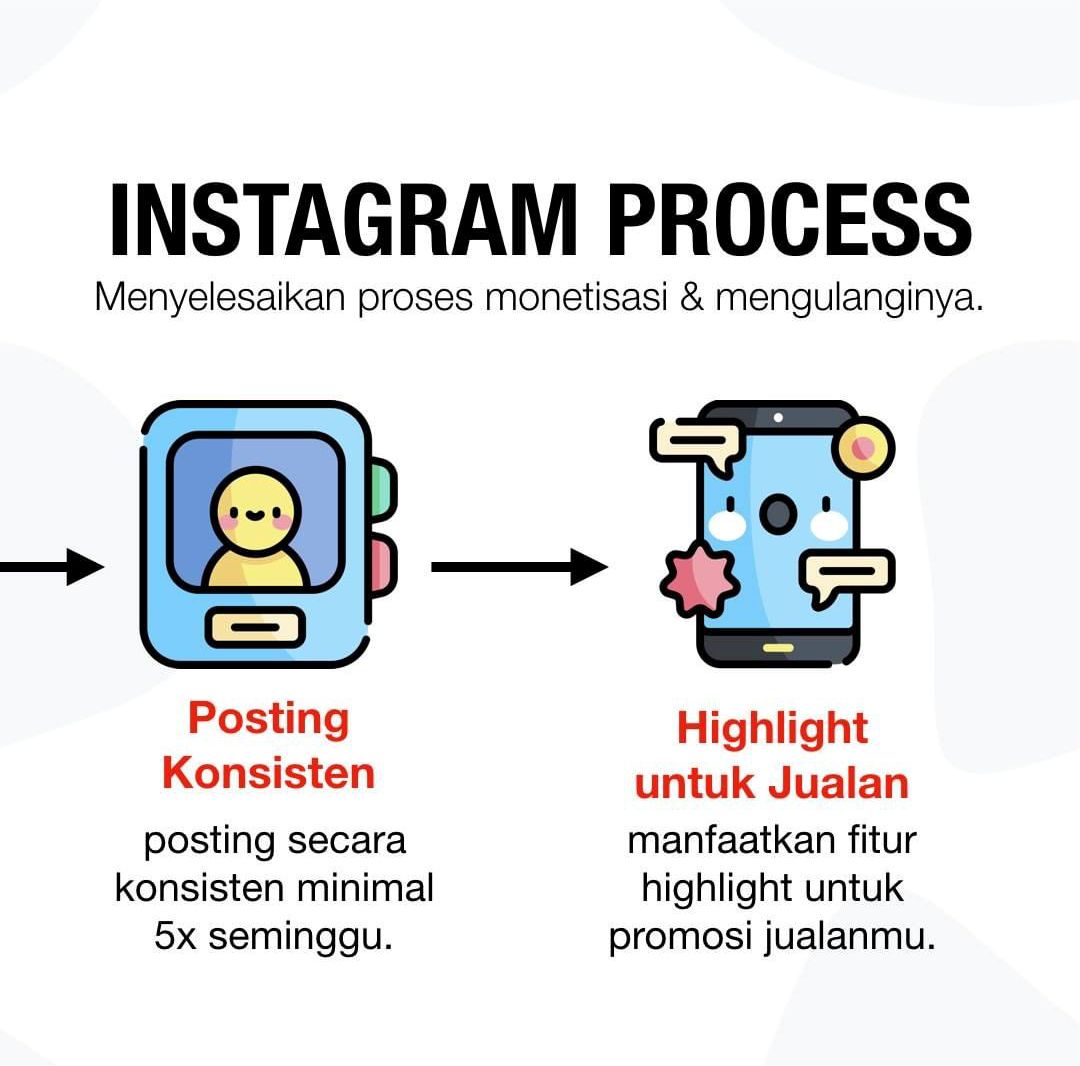 INSTAGRAM PROCESS
Menyelesaikan proses monetisasi & mengulanginya.
Posting
Konsisten
posting secara
konsisten minimal
5x seminggu.
Highlight
untuk Jualan
manfaatkan fitur
highlight untuk
promosi jualanmu.